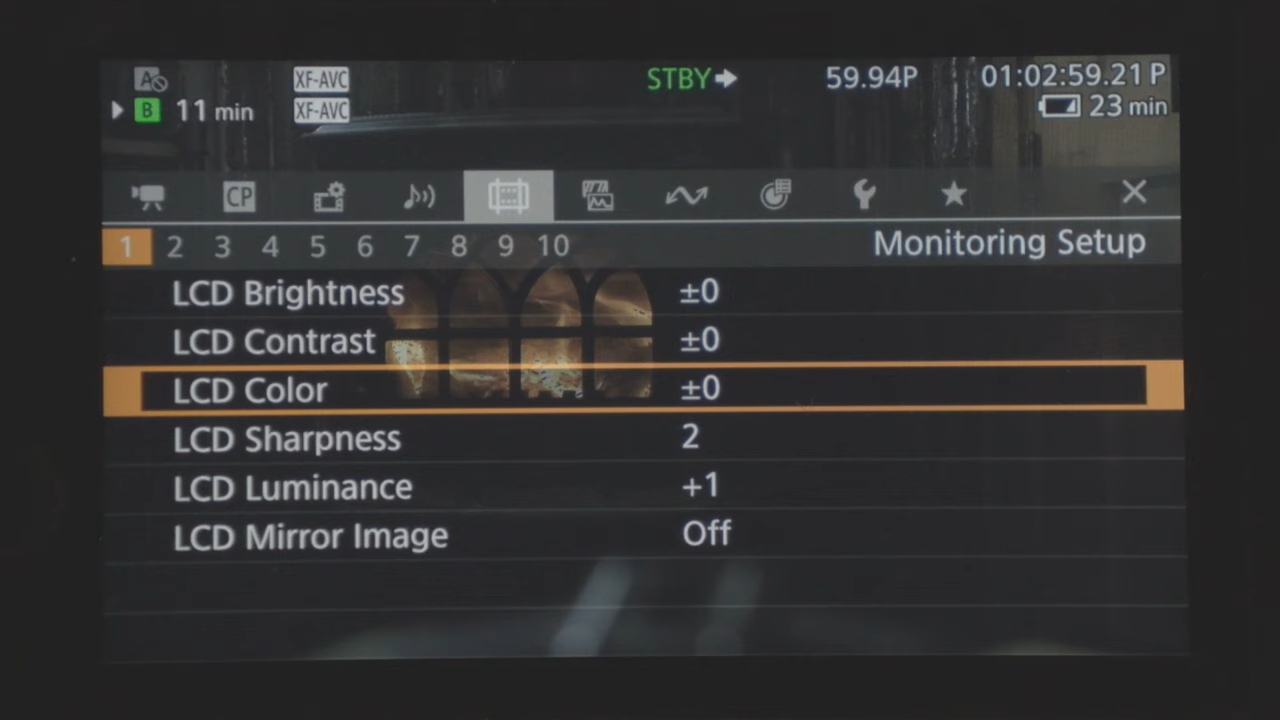 A XF-AVC STBY 59.94P 01:02:59.21 P
B 11 min XF-AVC 23 min
CP
1 2 3 4 5 6 7 8 9 10 Monitoring Setup
LCD Brightness ±0
LCD Contrast ±0
LCD Color ±0
LCD Sharpness 2
LCD Luminance +1
LCD Mirror Image Off